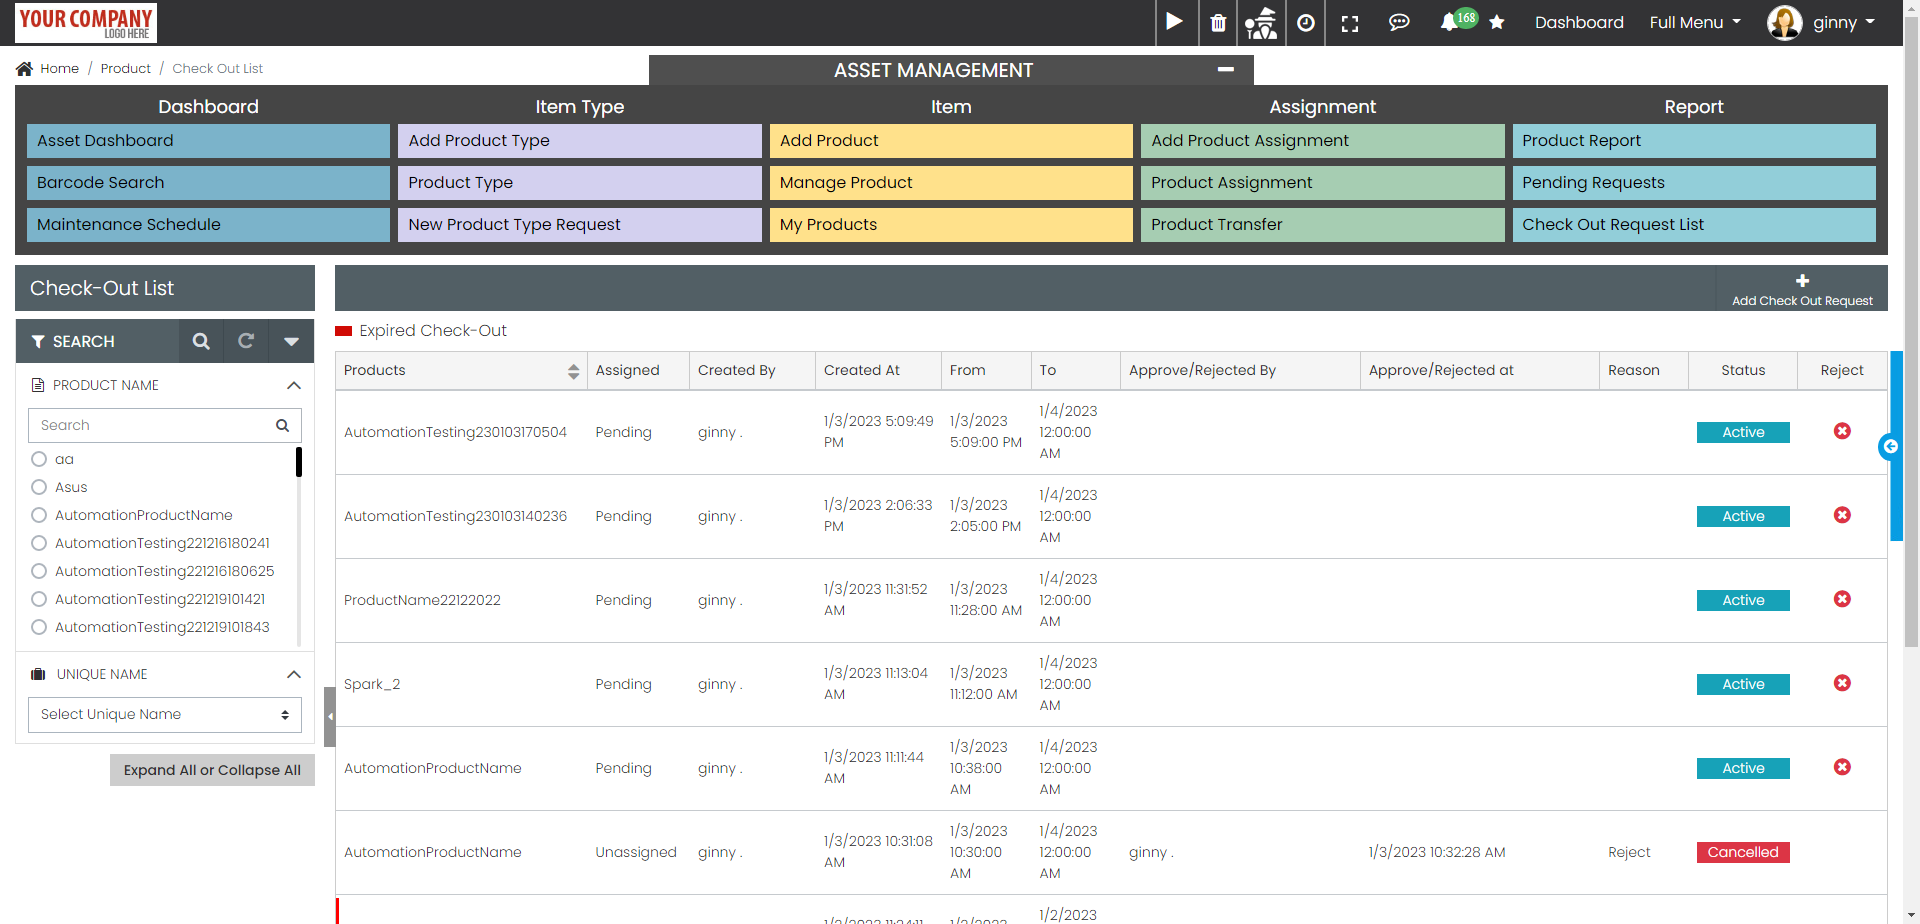 YOUR COMPANY
LOGO HERE
168
Dashboard
Full Menu
ginny
Home / Product / Check Out List
ASSET MANAGEMENT
Dashboard
Item Type
Item
Assignment
Report
Asset Dashboard
Add Product Type
Add Product
Add Product Assignment
Product Report
Barcode Search
Product Type
Manage Product
Product Assignment
Pending Requests
Maintenance Schedule
New Product Type Request
My Products
Product Transfer
Check Out Request List
Check-Out List
Add Check Out Request
SEARCH
PRODUCT NAME
Search
aa
Asus
AutomationProductName
AutomationTesting221216180241
AutomationTesting221216180625
AutomationTesting221219101421
AutomationTesting221219101843
UNIQUE NAME
Select Unique Name
Expand All or Collapse All
Expired Check-Out
Products Assigned Created By Created At From To Approve/Rejected By Approve/Rejected at Reason Status Reject
AutomationTesting230103170504 Pending ginny . 1/3/2023 5:09:49 PM 1/3/2023 5:09:00 PM 1/4/2023 12:00:00 AM Active
AutomationTesting230103140236 Pending ginny . 1/3/2023 2:06:33 PM 1/3/2023 2:05:00 PM 1/4/2023 12:00:00 AM Active
ProductName22122022 Pending ginny . 1/3/2023 11:31:52 AM 1/3/2023 11:28:00 AM 1/4/2023 12:00:00 AM Active
Spark_2 Pending ginny . 1/3/2023 11:13:04 AM 1/3/2023 11:12:00 AM 1/4/2023 12:00:00 AM Active
AutomationProductName Pending ginny . 1/3/2023 11:11:44 AM 1/3/2023 10:38:00 AM 1/4/2023 12:00:00 AM Active
AutomationProductName Unassigned ginny . 1/3/2023 10:31:08 AM 1/3/2023 10:30:00 AM 1/4/2023 12:00:00 AM ginny . 1/3/2023 10:32:28 AM Reject Cancelled
1/2/2023